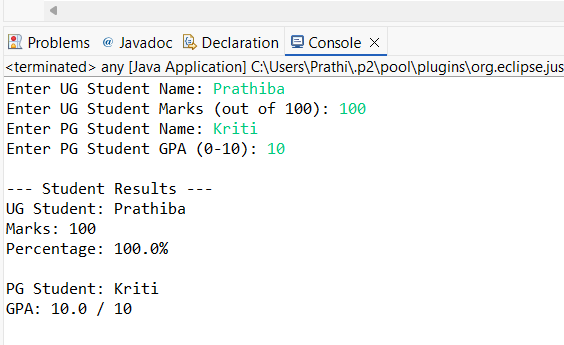 Problems @ Javadoc Declaration Console
<terminated> any [Java Application] C:\Users\Prathi\.p2\pool\plugins\org.eclipse.jus
Enter UG Student Name: Prathiba
Enter UG Student Marks (out of 100): 100
Enter PG Student Name: Kriti
Enter PG Student GPA (0-10): 10
--- Student Results ---
UG Student: Prathiba
Marks: 100
Percentage: 100.0%
PG Student: Kriti
GPA: 10.0 / 10